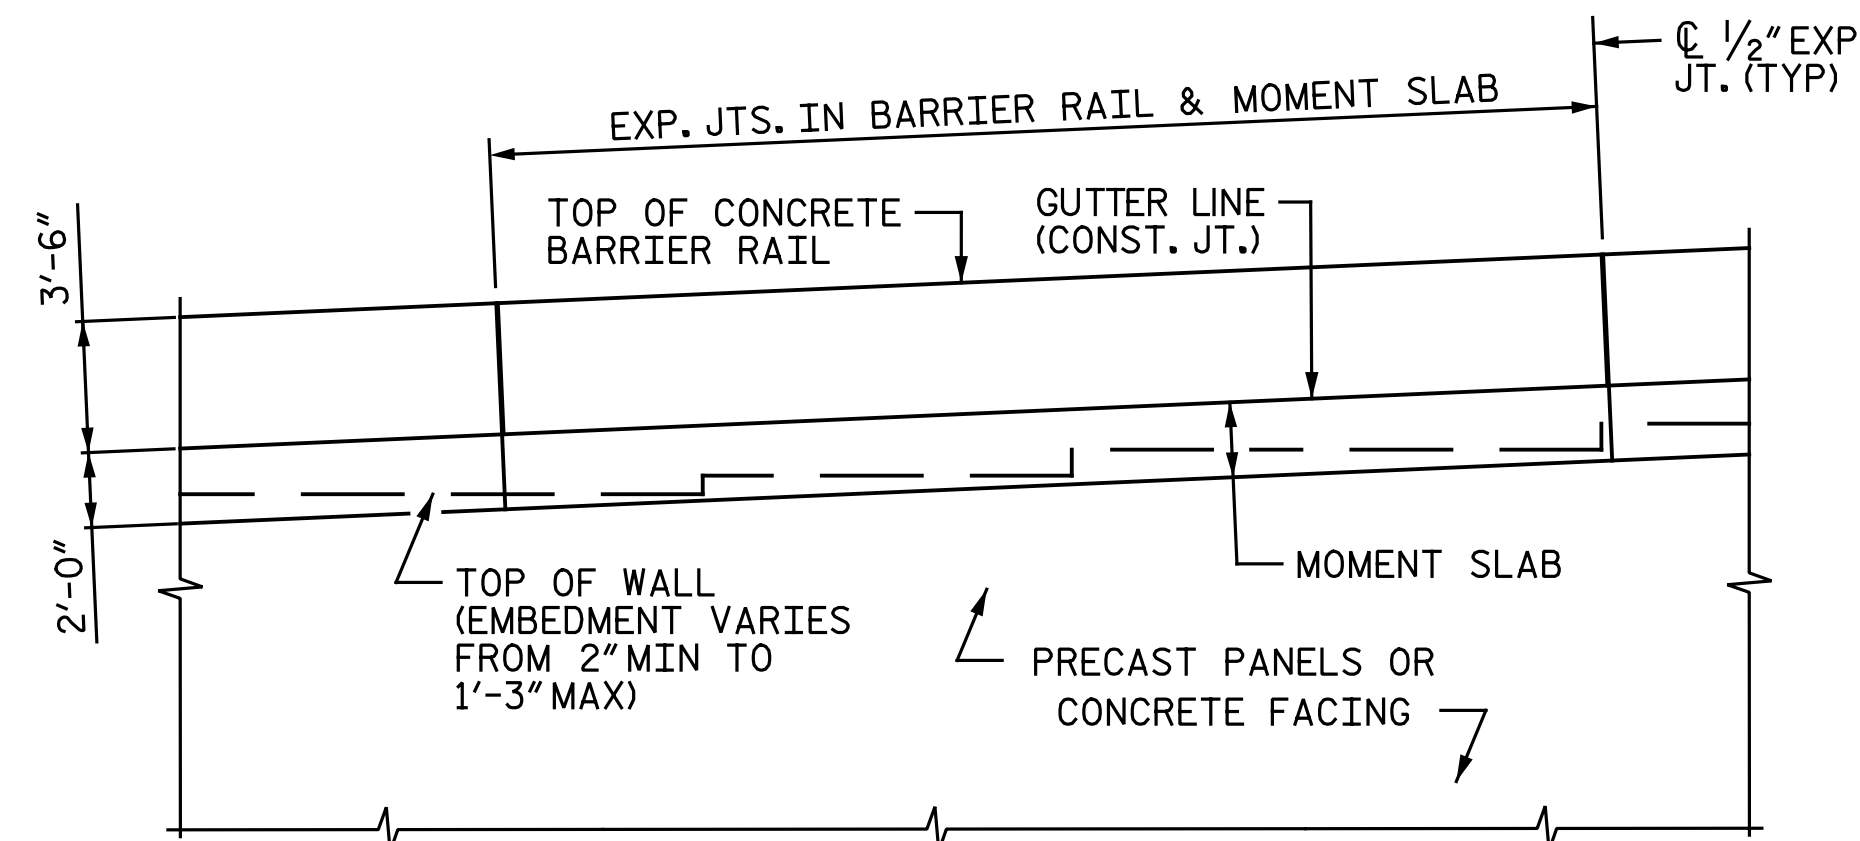 ℄ 1/2" EXP
JT. (TYP)
EXP. JTS. IN BARRIER RAIL & MOMENT SLAB
TOP OF CONCRETE
BARRIER RAIL
GUTTER LINE
(CONST. JT.)
3'-6"
2'-0"
TOP OF WALL
(EMBEDMENT VARIES
FROM 2" MIN TO
1'-3" MAX)
MOMENT SLAB
PRECAST PANELS OR
CONCRETE FACING